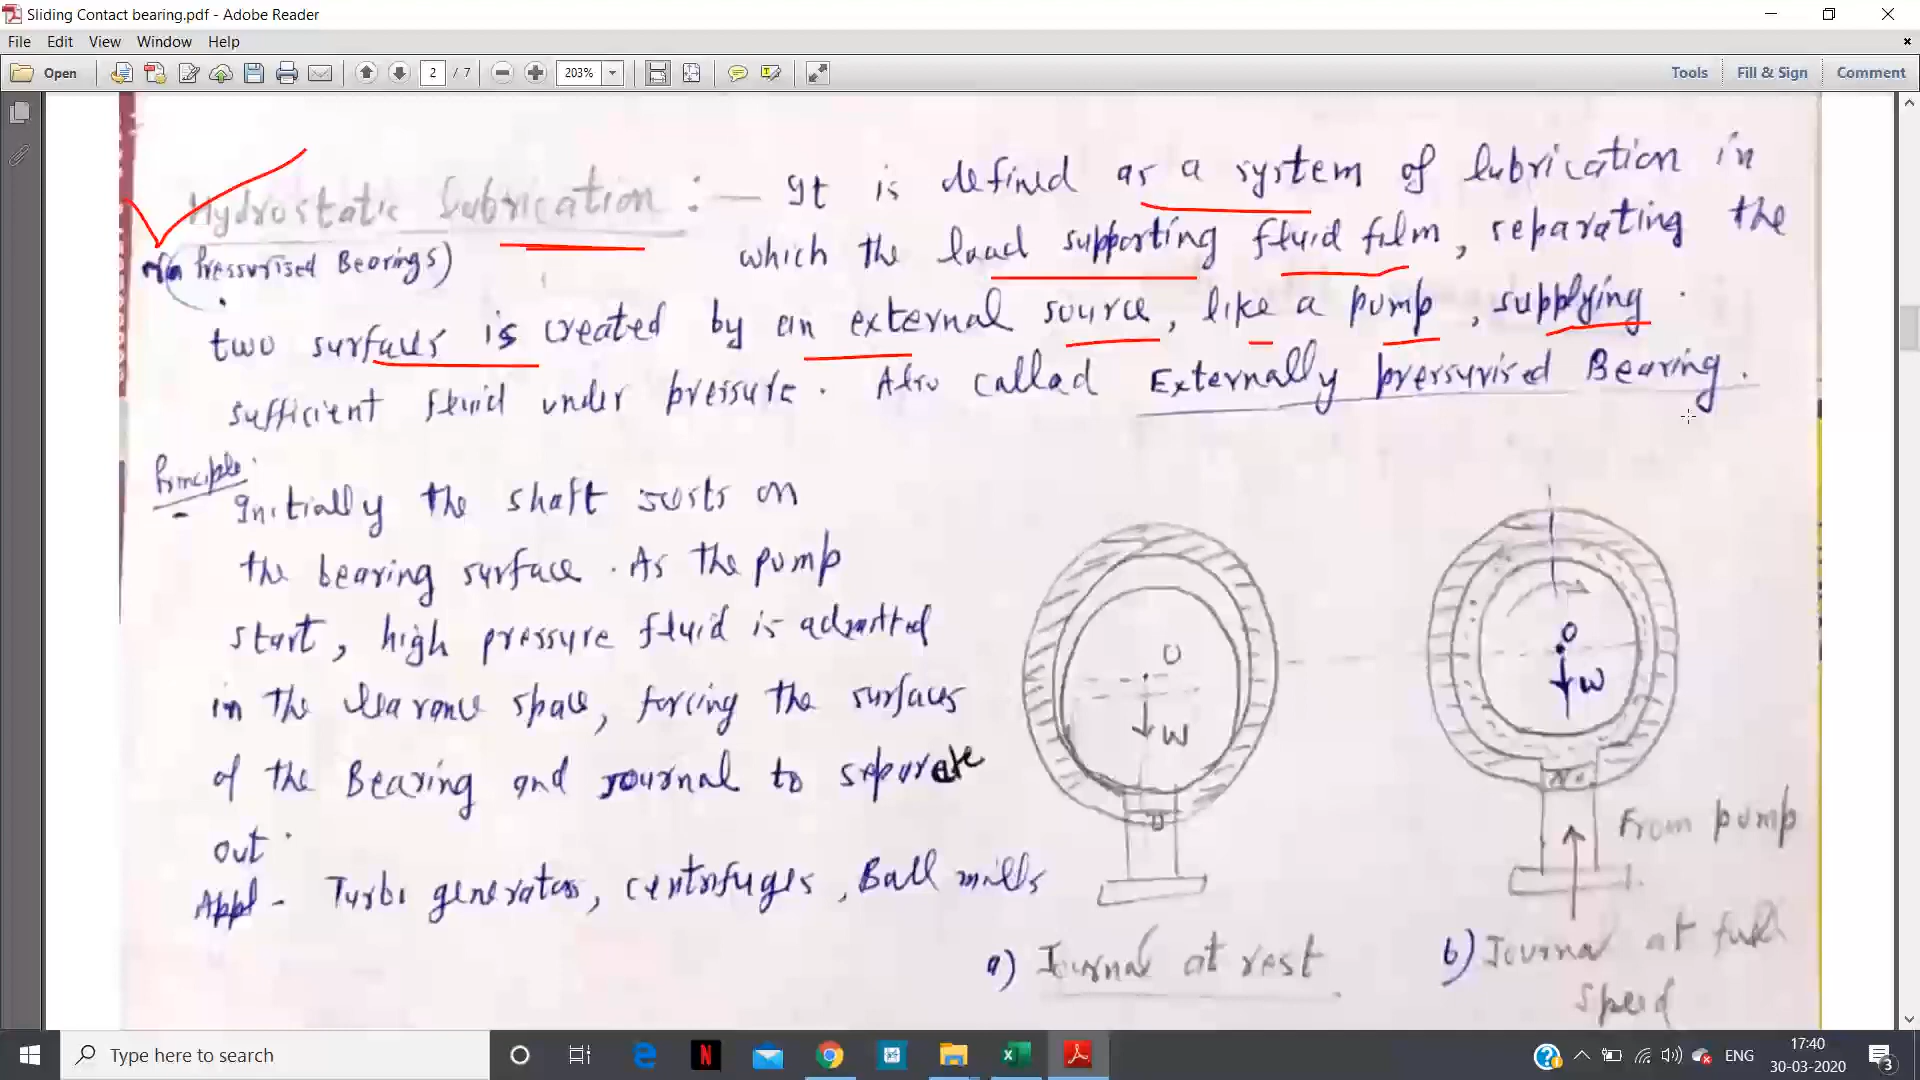 Sliding Contact bearing.pdf - Adobe Reader
File Edit View Window Help
Open 2 / 7 203% Tools Fill & Sign Comment
Hydrostatic Lubrication :- It is defined as a system of lubrication in
(Pressurised Bearings) which the load supporting fluid film, separating the
two surfaces is created by an external source, like a pump, supplying
sufficient fluid under pressure. Also called Externally pressurised Bearing.
Principle:-
Initially the shaft rests on
the bearing surface. As the pump
start, high pressure fluid is admitted
in the clearance space, forcing the surfaces
of the Bearing and Journal to separate
out.
Appl - Turbo generators, centrifuges, Ball mills
O
W
a) Journal at rest
O
W
From pump
b) Journal at full
speed
Type here to search
ENG
17:40
30-03-2020
3